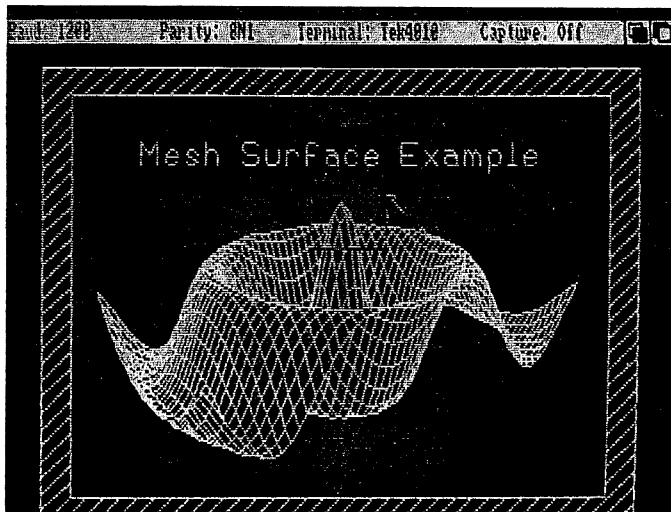 Baud: 1200 Parity: 8N1 Terminal: Tek4010 Capture: Off
Mesh Surface Example